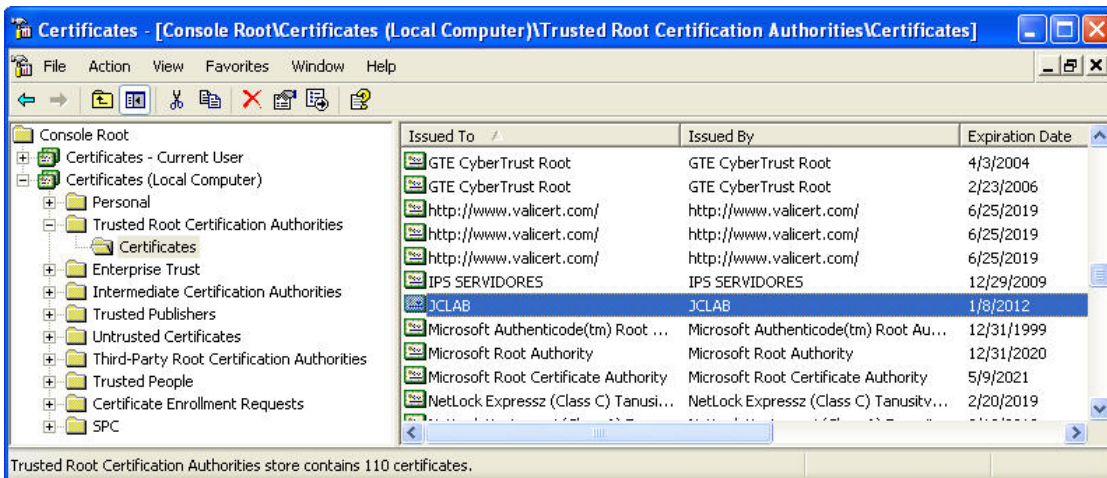 Certificates - [Console Root\Certificates (Local Computer)\Trusted Root Certification Authorities\Certificates]
File Action View Favorites Window Help
Console Root
Certificates - Current User
Certificates (Local Computer)
Personal
Trusted Root Certification Authorities
Certificates
Enterprise Trust
Intermediate Certification Authorities
Trusted Publishers
Untrusted Certificates
Third-Party Root Certification Authorities
Trusted People
Certificate Enrollment Requests
SPC
Issued To Issued By Expiration Date
GTE CyberTrust Root GTE CyberTrust Root 4/3/2004
GTE CyberTrust Root GTE CyberTrust Root 2/23/2006
http://www.valicert.com/ http://www.valicert.com/ 6/25/2019
http://www.valicert.com/ http://www.valicert.com/ 6/25/2019
http://www.valicert.com/ http://www.valicert.com/ 6/25/2019
IPS SERVIDORES IPS SERVIDORES 12/29/2009
JCLAB JCLAB 1/8/2012
Microsoft Authenticode(tm) Root ... Microsoft Authenticode(tm) Root Au... 12/31/1999
Microsoft Root Authority Microsoft Root Authority 12/31/2020
Microsoft Root Certificate Authority Microsoft Root Certificate Authority 5/9/2021
NetLock Expressz (Class C) Tanusi... NetLock Expressz (Class C) Tanusitv... 2/20/2019
Trusted Root Certification Authorities store contains 110 certificates.